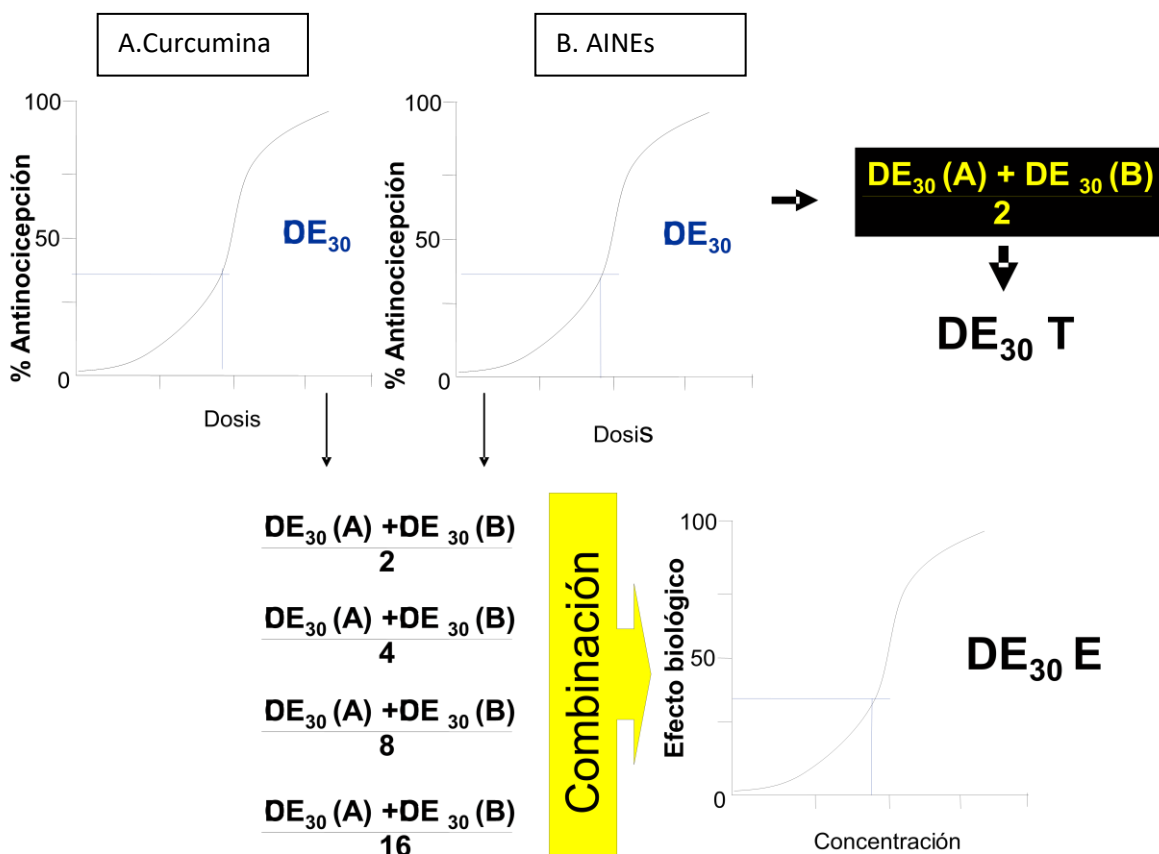 A.Curcumina
B. AINEs
% Antinocicepción
100
50
0
DE30
Dosis
% Antinocicepción
100
50
0
DE30
DosiS
DE30 (A) + DE 30 (B)
2
DE30 T
DE30 (A) +DE 30 (B)
2
DE30 (A) +DE 30 (B)
4
DE30 (A) +DE 30 (B)
8
DE30 (A) +DE 30 (B)
16
Combinación
Efecto biológico
100
50
0
DE30 E
Concentración